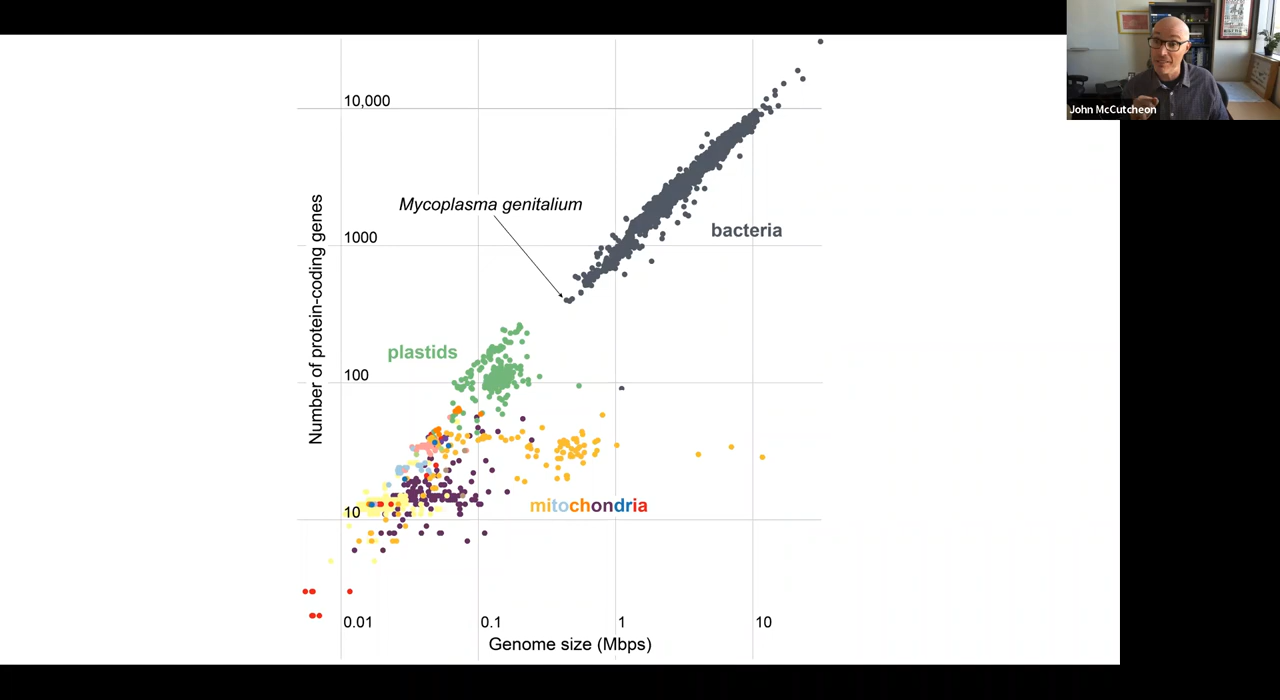 John McCutcheon
10,000
Mycoplasma genitalium
bacteria
1000
Number of protein-coding genes
plastids
100
mitochondria
10
0.01
0.1
1
10
Genome size (Mbps)